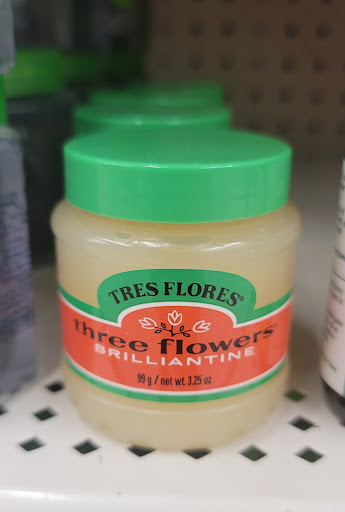 TRES FLORES®
three flowers®
BRILLIANTINE
99 g / net wt. 3.25 oz